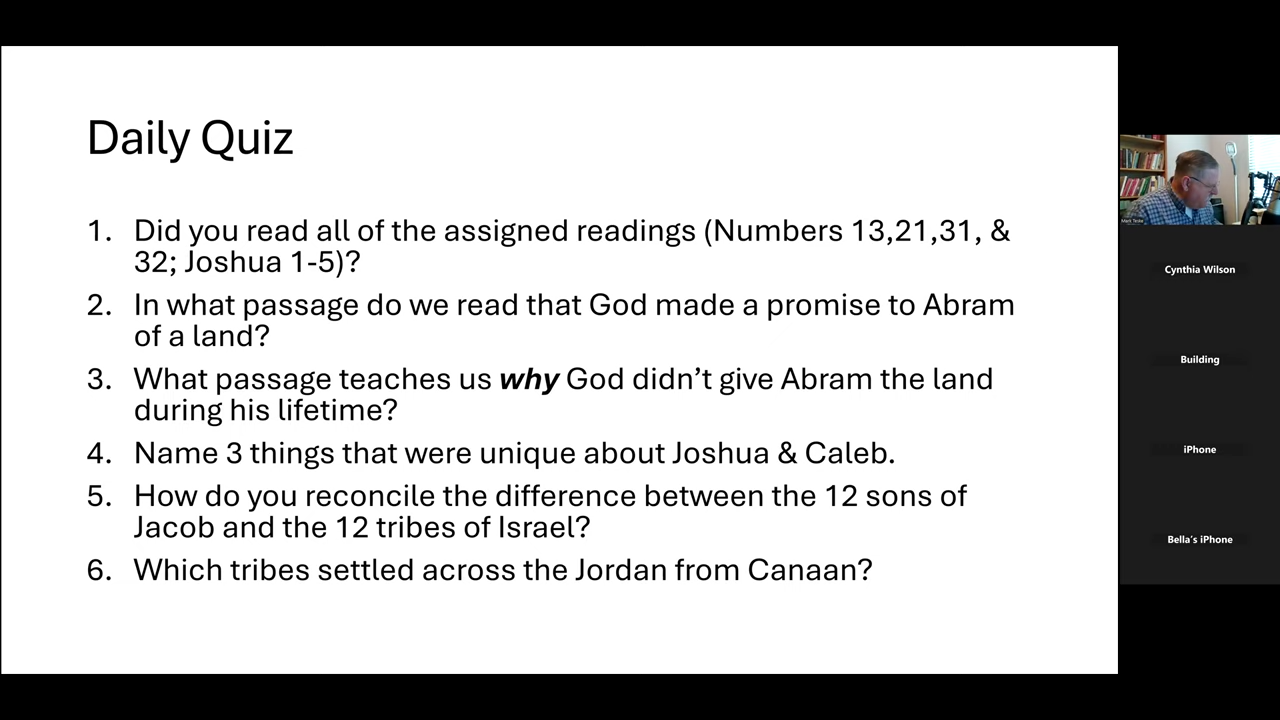 Daily Quiz
1. Did you read all of the assigned readings (Numbers 13,21,31, &
32; Joshua 1-5)?
2. In what passage do we read that God made a promise to Abram
of a land?
3. What passage teaches us why God didn’t give Abram the land
during his lifetime?
4. Name 3 things that were unique about Joshua & Caleb.
5. How do you reconcile the difference between the 12 sons of
Jacob and the 12 tribes of Israel?
6. Which tribes settled across the Jordan from Canaan?
Cynthia Wilson
Building
iPhone
Bella’s iPhone